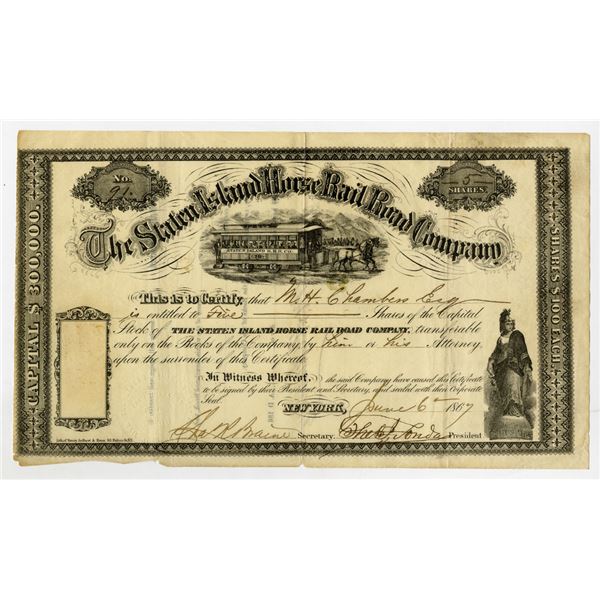 No. 91.
5 SHARES.
The Staten Island Horse Rail Road Company
STATEN ISLAND H.R.R. CO.
CAPITAL $300,000.
SHARES $100 EACH.
This is to Certify, that M. H. Chambers Esq
is entitled to Five Shares of the Capital
Stock of THE STATEN ISLAND HORSE RAIL ROAD COMPANY, transferable
only on the Books of the Company by him or his Attorney,
upon the surrender of this Certificate.
In Witness Whereof, the said Company have caused this Certificate
to be signed by their President and Secretary, and sealed with their Corporate
Seal.
NEW YORK, June 6th 1867
Secretary.
President